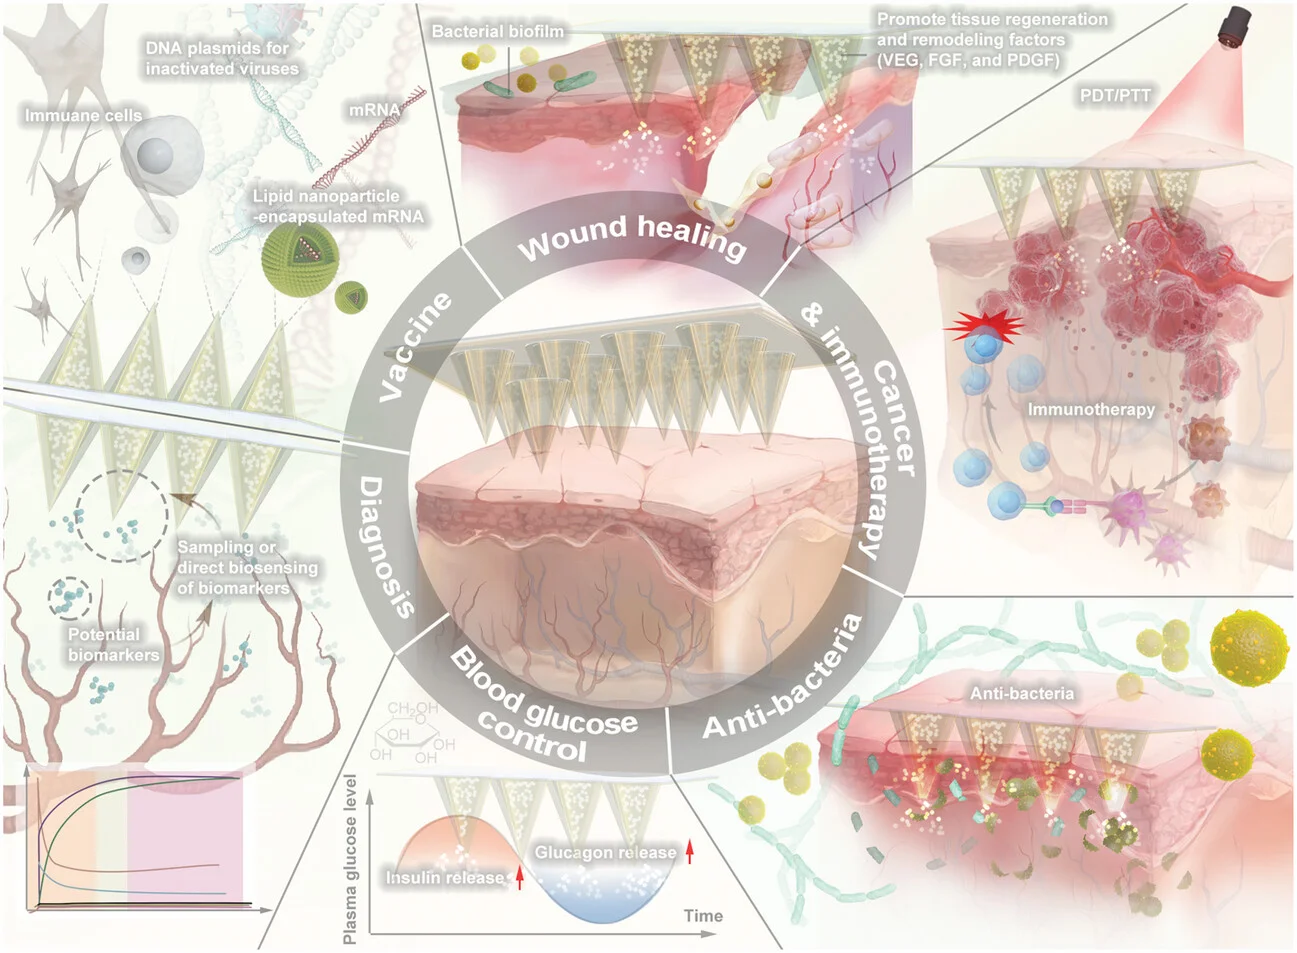 DNA plasmids for
inactivated viruses
Immuane cells
mRNA
Lipid nanoparticle
-encapsulated mRNA
Bacterial biofilm
Promote tissue regeneration
and remodeling factors
(VEG, FGF, and PDGF)
PDT/PTT
Immunotherapy
Vaccine
Wound healing
Cancer
& immunotherapy
Anti-bacteria
Blood glucose
control
Diagnosis
Sampling or
direct biosensing
of biomarkers
Potential
biomarkers
Anti-bacteria
CH₂OH
O
OH
OH
OH
OH
Plasma glucose level
Insulin release
Glucagon release
Time